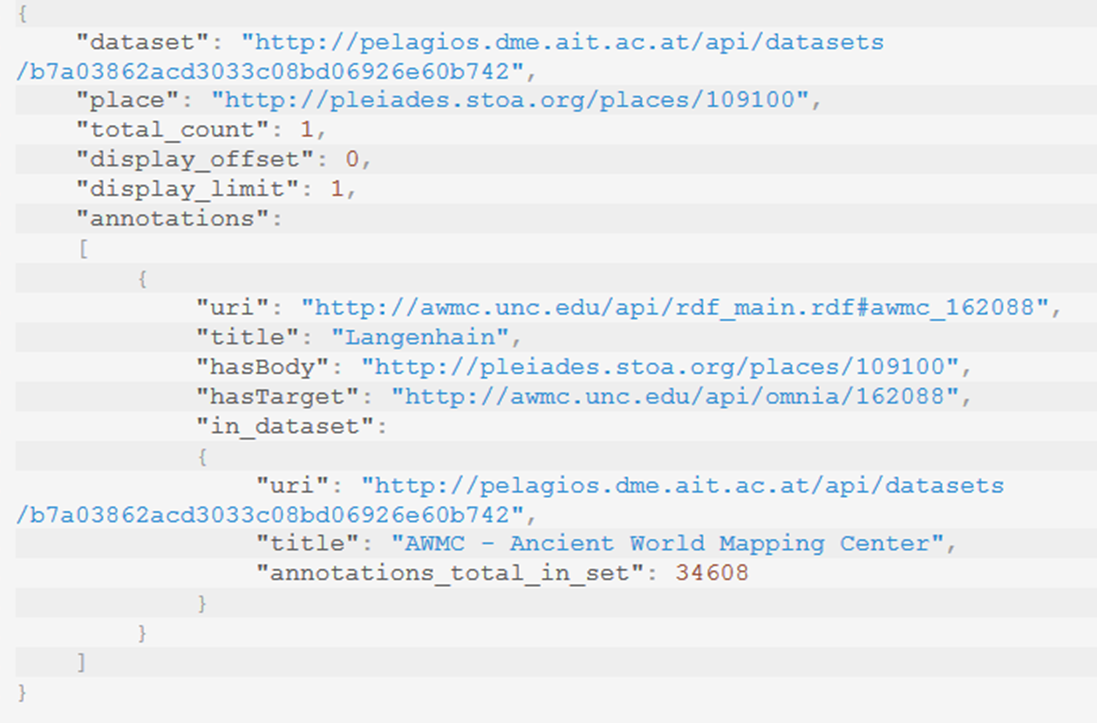 {
"dataset": "http://pelagios.dme.ait.ac.at/api/datasets
/b7a03862acd3033c08bd06926e60b742",
"place": "http://pleiades.stoa.org/places/109100",
"total_count": 1,
"display_offset": 0,
"display_limit": 1,
"annotations":
[
{
"uri": "http://awmc.unc.edu/api/rdf_main.rdf#awmc_162088",
"title": "Langenhain",
"hasBody": "http://pleiades.stoa.org/places/109100",
"hasTarget": "http://awmc.unc.edu/api/omnia/162088",
"in_dataset":
{
"uri": "http://pelagios.dme.ait.ac.at/api/datasets
/b7a03862acd3033c08bd06926e60b742",
"title": "AWMC - Ancient World Mapping Center",
"annotations_total_in_set": 34608
}
}
]
}